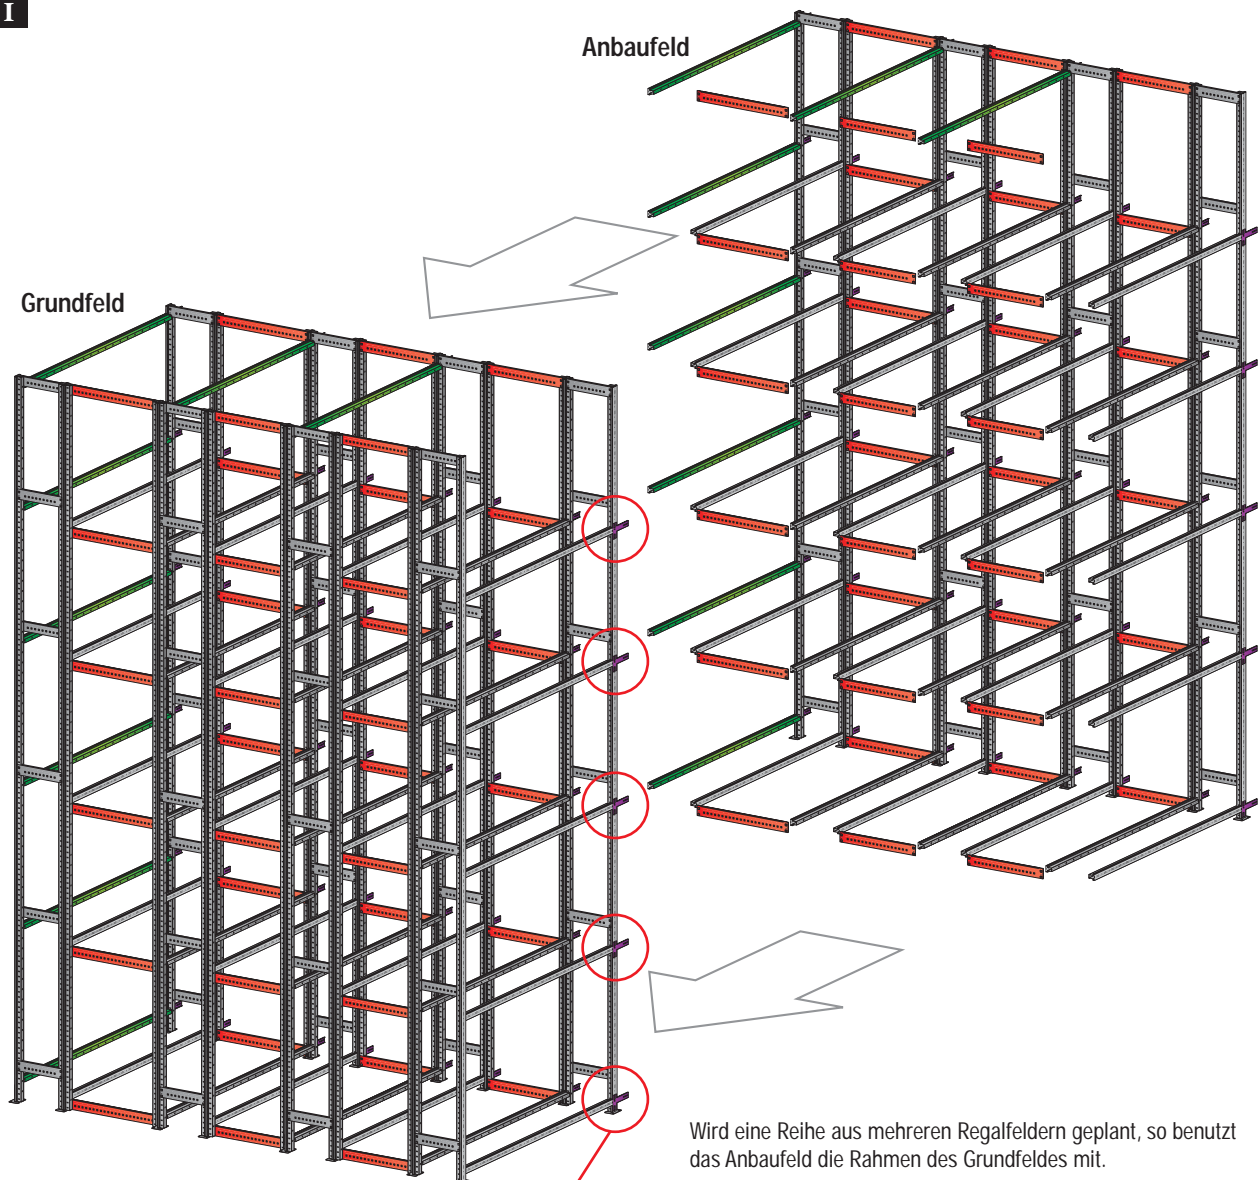 I
Anbaufeld
Grundfeld
Wird eine Reihe aus mehreren Regalfeldern geplant, so benutzt
das Anbaufeld die Rahmen des Grundfeldes mit.